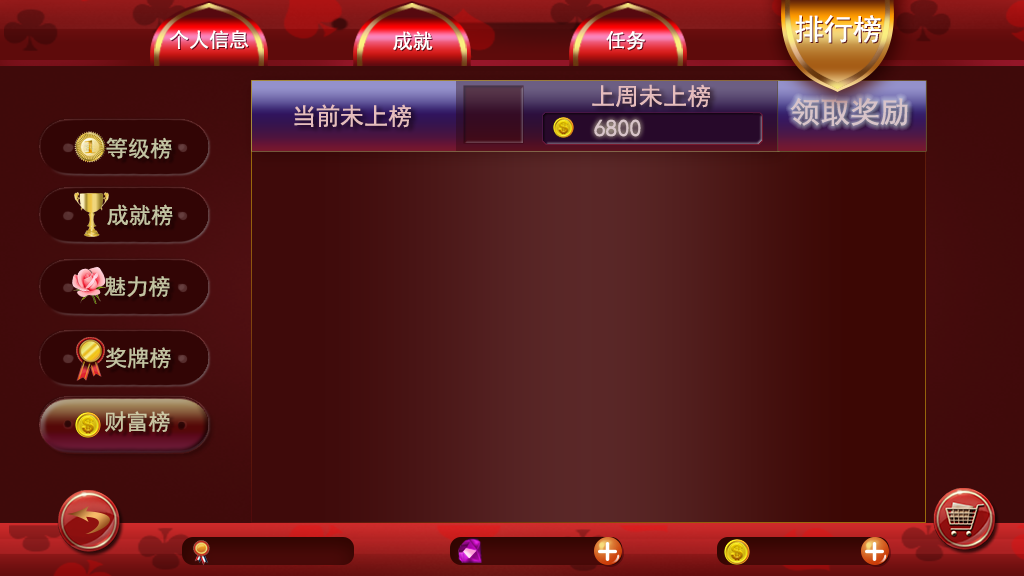 个人信息
成就
任务
排行榜
当前未上榜
上周未上榜
6800
领取奖励
等级榜
成就榜
魅力榜
奖牌榜
财富榜